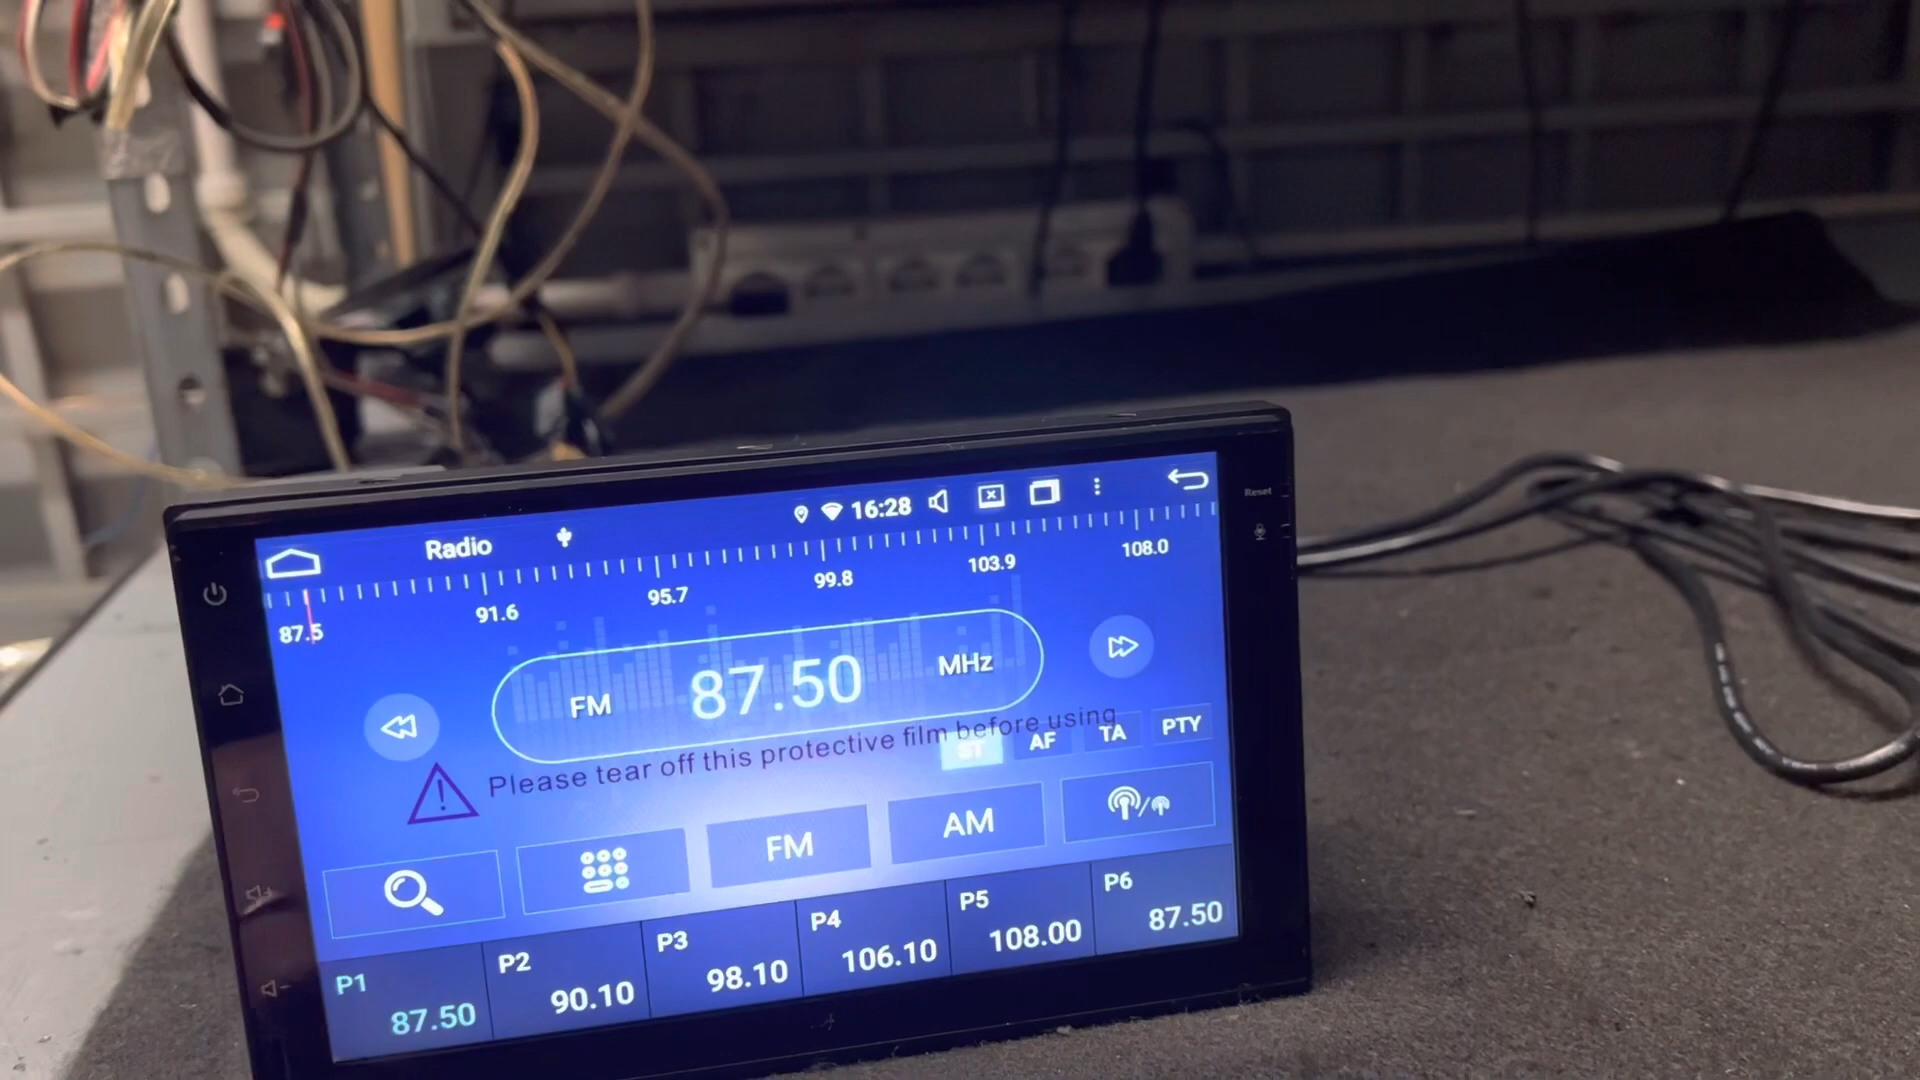 Radio
16:28
Reset
87.5
91.6
95.7
99.8
103.9
108.0
FM 87.50 MHz
Please tear off this protective film before using
ST AF TA PTY
FM
AM
P1
87.50
P2
90.10
P3
98.10
P4
106.10
P5
108.00
P6
87.50